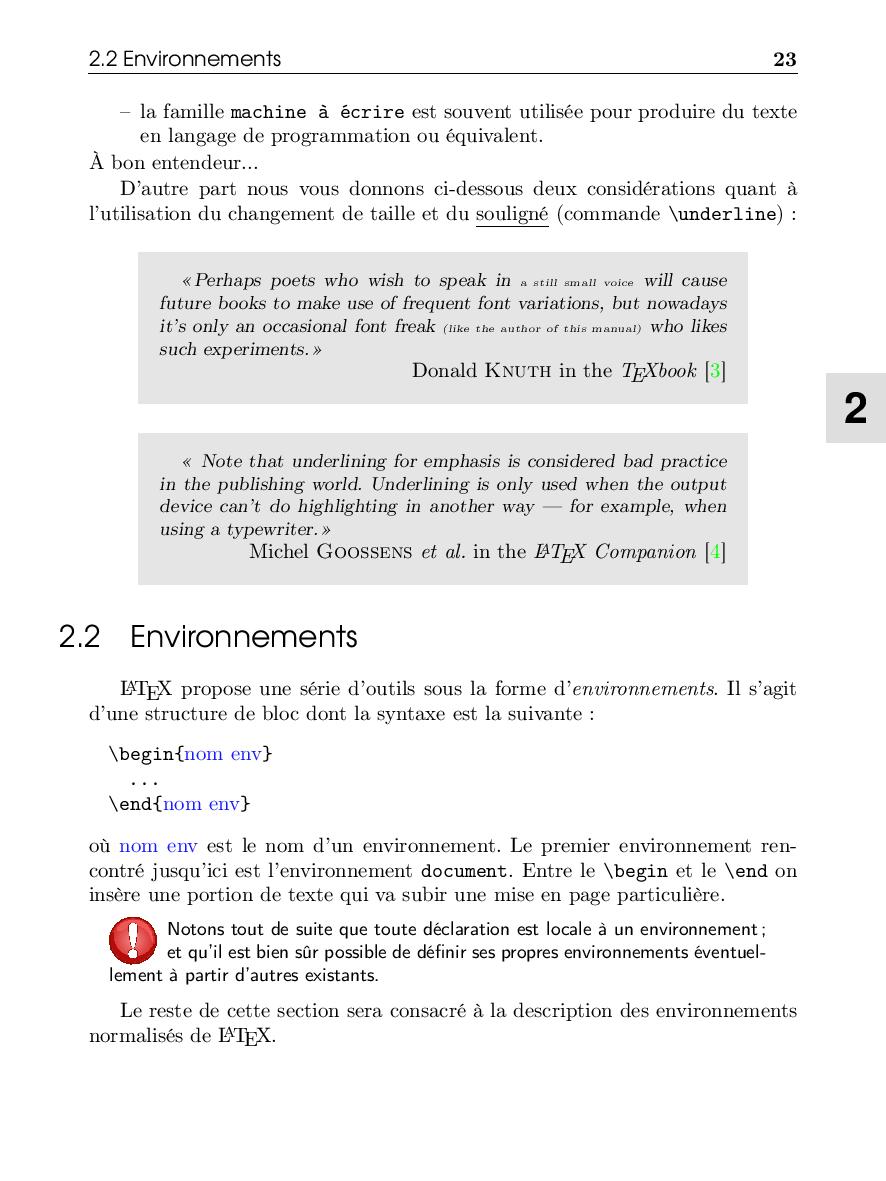 2.2 Environnements 23
– la famille machine à écrire est souvent utilisée pour produire du texte
en langage de programmation ou équivalent.
À bon entendeur...
D'autre part nous vous donnons ci-dessous deux considérations quant à
l'utilisation du changement de taille et du souligné (commande \underline) :
« Perhaps poets who wish to speak in a still small voice will cause
future books to make use of frequent font variations, but nowadays
it's only an occasional font freak (like the author of this manual) who likes
such experiments. »
Donald KNUTH in the TEXbook [3]
2
« Note that underlining for emphasis is considered bad practice
in the publishing world. Underlining is only used when the output
device can't do highlighting in another way — for example, when
using a typewriter. »
Michel GOOSSENS et al. in the LATEX Companion [4]
2.2 Environnements
LATEX propose une série d'outils sous la forme d'environnements. Il s'agit
d'une structure de bloc dont la syntaxe est la suivante :
\begin{nom env}
...
\end{nom env}
où nom env est le nom d'un environnement. Le premier environnement ren-
contré jusqu'ici est l'environnement document. Entre le \begin et le \end on
insère une portion de texte qui va subir une mise en page particulière.
Notons tout de suite que toute déclaration est locale à un environnement ;
et qu'il est bien sûr possible de définir ses propres environnements éventuel-
lement à partir d'autres existants.
Le reste de cette section sera consacré à la description des environnements
normalisés de LATEX.